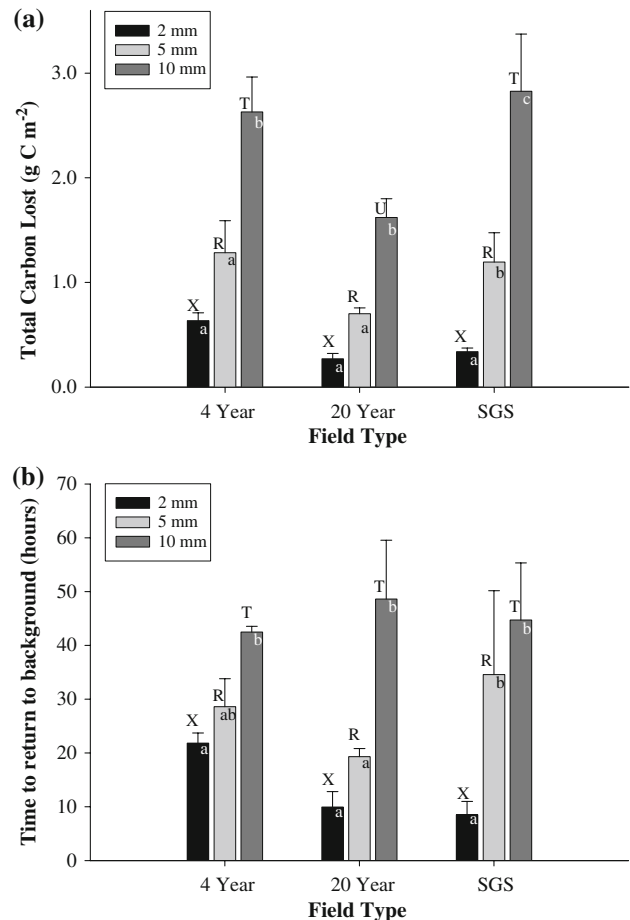 (a)
2 mm
5 mm
10 mm
Total Carbon Lost (g C m⁻²)
3.0
2.0
1.0
0.0
X
a
R
a
T
b
X
a
R
a
U
b
X
a
R
b
T
c
4 Year
20 Year
SGS
Field Type
(b)
2 mm
5 mm
10 mm
Time to return to background (hours)
70
60
50
40
30
20
10
0
X
a
R
ab
T
b
X
a
R
a
T
b
X
a
R
b
T
b
4 Year
20 Year
SGS
Field Type